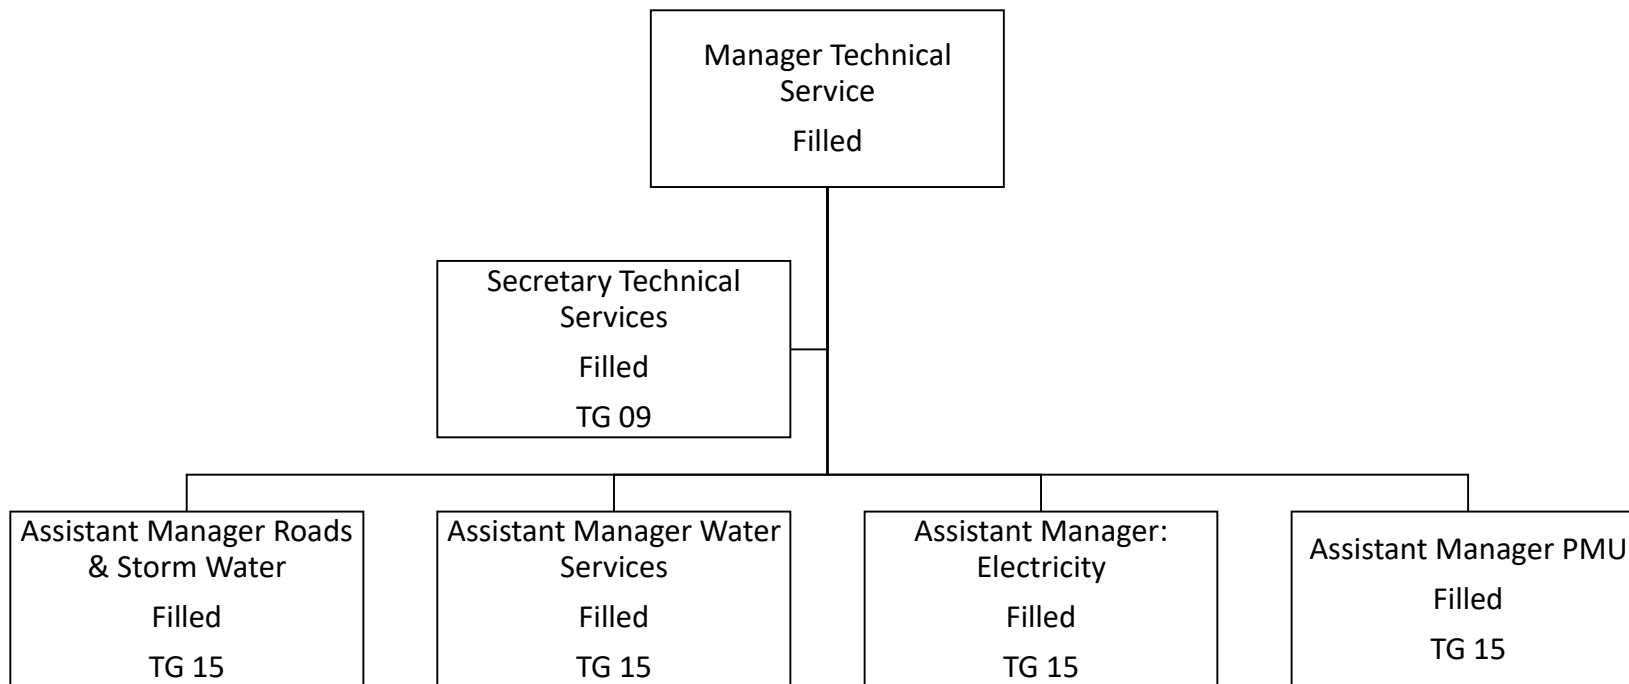 Manager Technical
Service
Filled
Secretary Technical
Services
Filled
TG 09
Assistant Manager Roads
& Storm Water
Filled
TG 15
Assistant Manager Water
Services
Filled
TG 15
Assistant Manager:
Electricity
Filled
TG 15
Assistant Manager PMU
Filled
TG 15